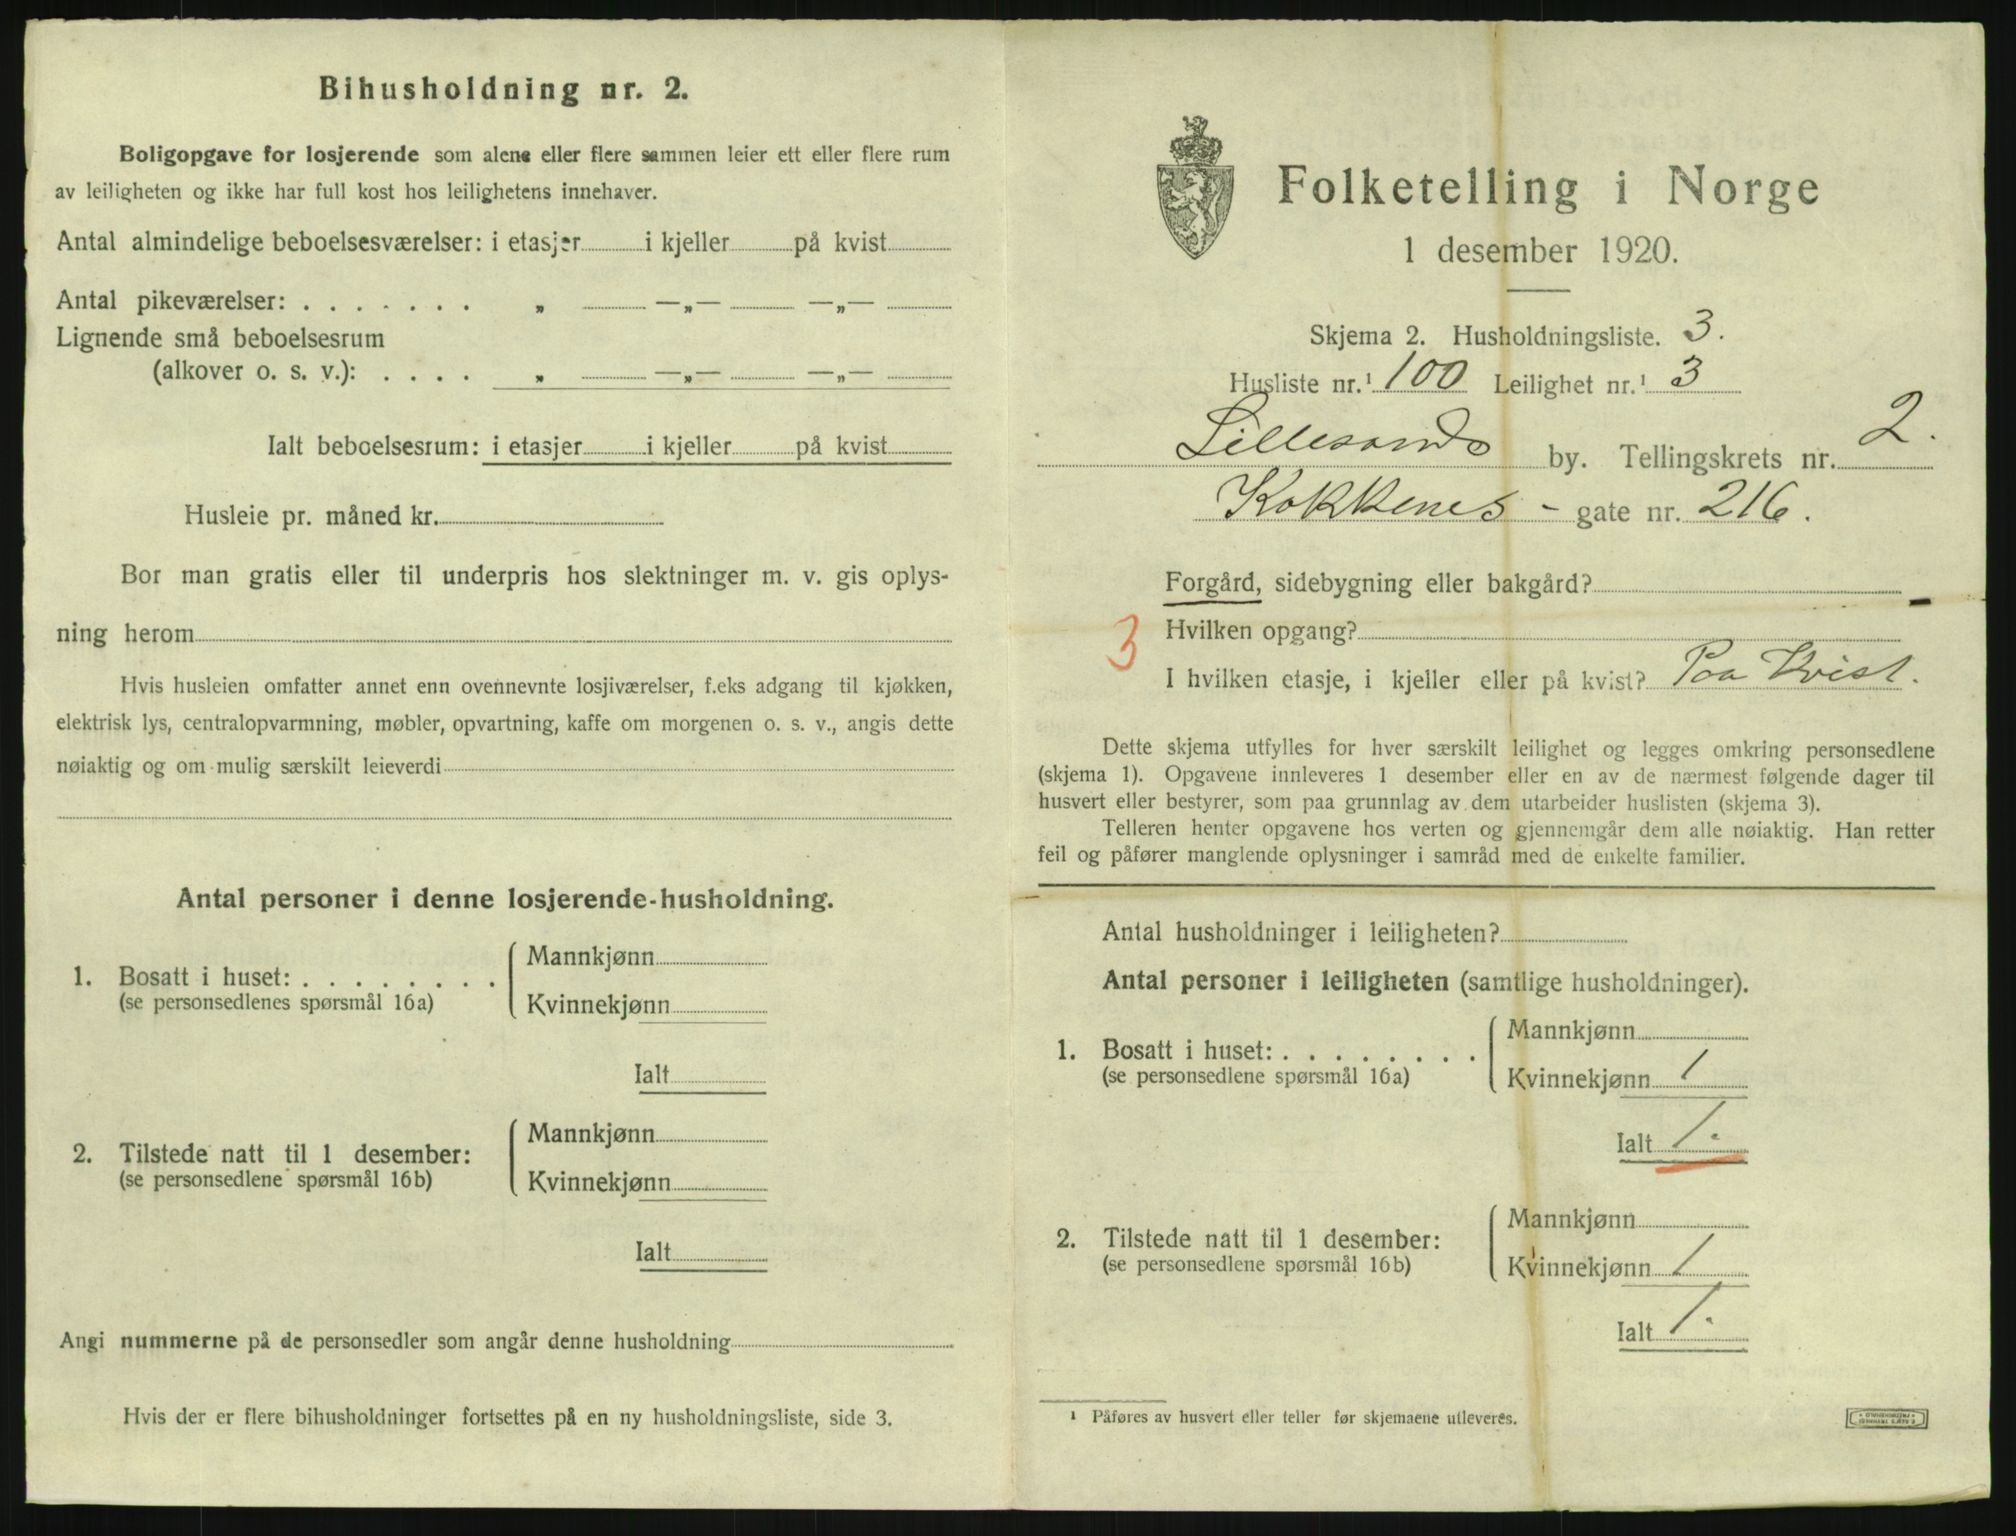 Bihusholdning nr. 2.
Boligopgave for losjerende som alene eller flere sammen leier ett eller flere rum
av leiligheten og ikke har full kost hos leilighetens innehaver.
Antal almindelige beboelsesværelser: i etasjer i kjeller på kvist
Antal pikeværelser: . . . . . . . „ —„— —„—
Lignende små beboelsesrum
(alkover o. s. v.): . . . . „ —„— —„—
Ialt beboelsesrum: i etasjer i kjeller på kvist
Husleie pr. måned kr.
Bor man gratis eller til underpris hos slektninger m. v. gis oplys-
ning herom
Hvis husleien omfatter annet enn ovennevnte losjiværelser, f.eks adgang til kjøkken,
elektrisk lys, centralopvarmning, møbler, opvartning, kaffe om morgenen o. s. v., angis dette
nøiaktig og om mulig særskilt leieverdi
Antal personer i denne losjerende-husholdning.
1. Bosatt i huset: . . . . . . . .
(se personsedlenes spørsmål 16a)
Mannkjønn
Kvinnekjønn
Ialt
2. Tilstede natt til 1 desember:
(se personsedlene spørsmål 16b)
Mannkjønn
Kvinnekjønn
Ialt
Angi nummerne på de personsedler som angår denne husholdning
Hvis der er flere bihusholdninger fortsettes på en ny husholdningsliste, side 3.
Folketelling i Norge
1 desember 1920.
Skjema 2. Husholdningsliste. 3.
Husliste nr.¹ 100 Leilighet nr.¹ 3
Lillesands by. Tellingskrets nr. 2.
Kokkenes - gate nr. 216.
Forgård, sidebygning eller bakgård?
3
Hvilken opgang?
I hvilken etasje, i kjeller eller på kvist? Paa Kvist.
Dette skjema utfylles for hver særskilt leilighet og legges omkring personsedlene
(skjema 1). Opgavene innleveres 1 desember eller en av de nærmest følgende dager til
husvert eller bestyrer, som paa grunnlag av dem utarbeider huslisten (skjema 3).
Telleren henter opgavene hos verten og gjennemgår dem alle nøiaktig. Han retter
feil og påfører manglende oplysninger i samråd med de enkelte familier.
Antal husholdninger i leiligheten?
Antal personer i leiligheten (samtlige husholdninger).
1. Bosatt i huset: . . . . . . . .
(se personsedlene spørsmål 16a)
Mannkjønn
Kvinnekjønn 1
Ialt 1.
2. Tilstede natt til 1 desember:
(se personsedlene spørsmål 16b)
Mannkjønn
Kvinnekjønn 1
Ialt 1.
¹ Påføres av husvert eller teller før skjemaene utleveres.